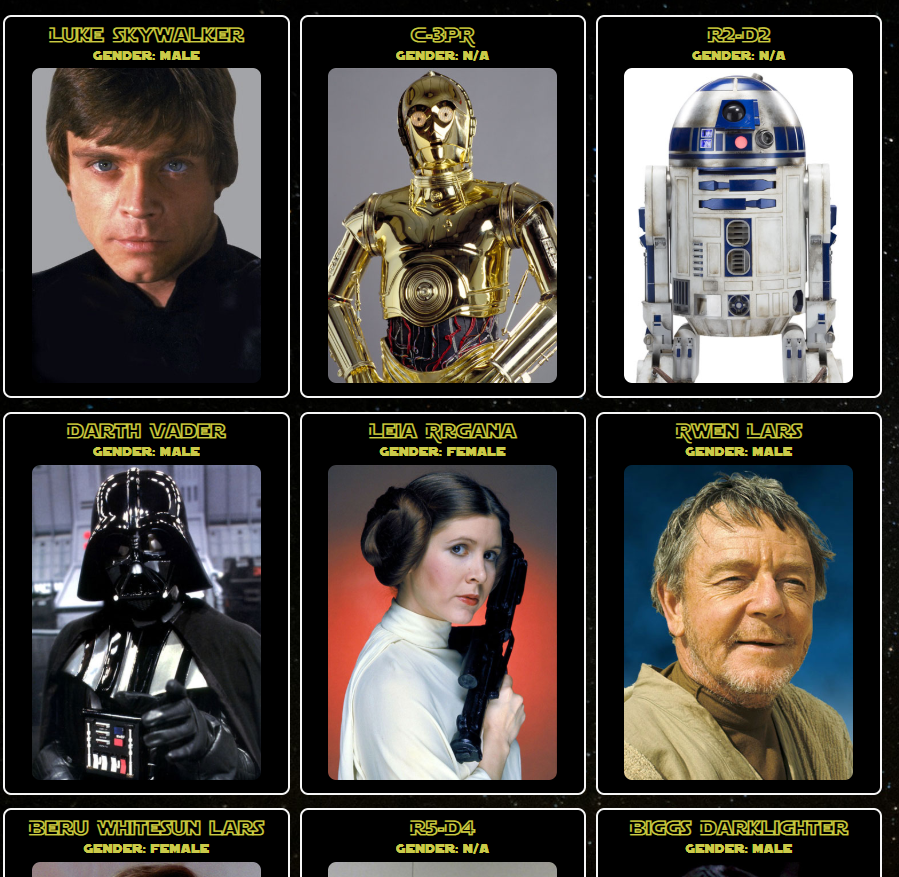 LUKE SKYWALKER
GENDER: MALE
C-3PR
GENDER: N/A
R2-D2
GENDER: N/A
DARTH VADER
GENDER: MALE
LEIA RRGANA
GENDER: FEMALE
RWEN LARS
GENDER: MALE
BERU WHITESUN LARS
GENDER: FEMALE
R5-D4
GENDER: N/A
BIGGS DARKLIGHTER
GENDER: MALE